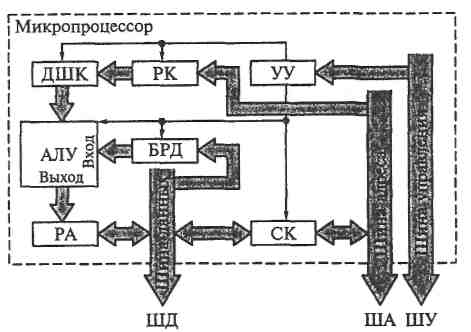 Микропроцессор
ДШК
РК
УУ
АЛУ
Вход
Выход
БРД
РА
СК
Шина данных
Шина адреса
Шина управления
ШД
ША
ШУ